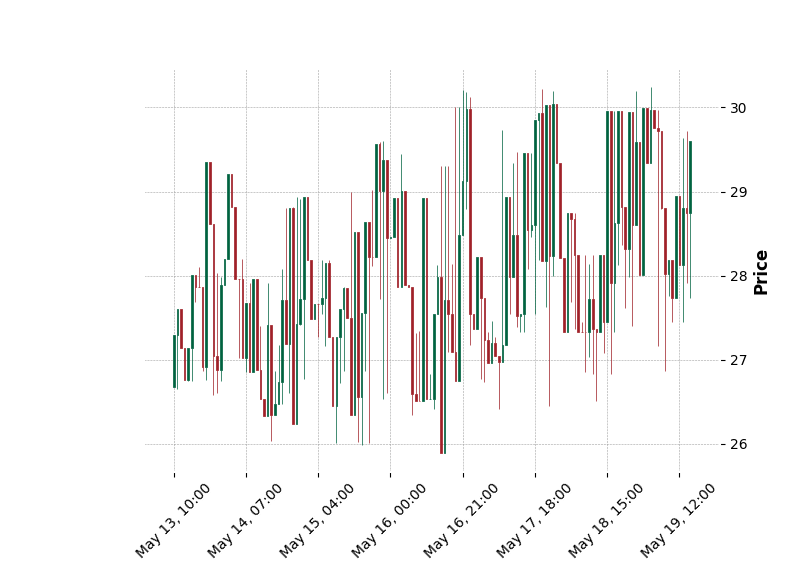 30
29
28
27
26
Price
May 13, 10:00
May 14, 07:00
May 15, 04:00
May 16, 00:00
May 16, 21:00
May 17, 18:00
May 18, 15:00
May 19, 12:00